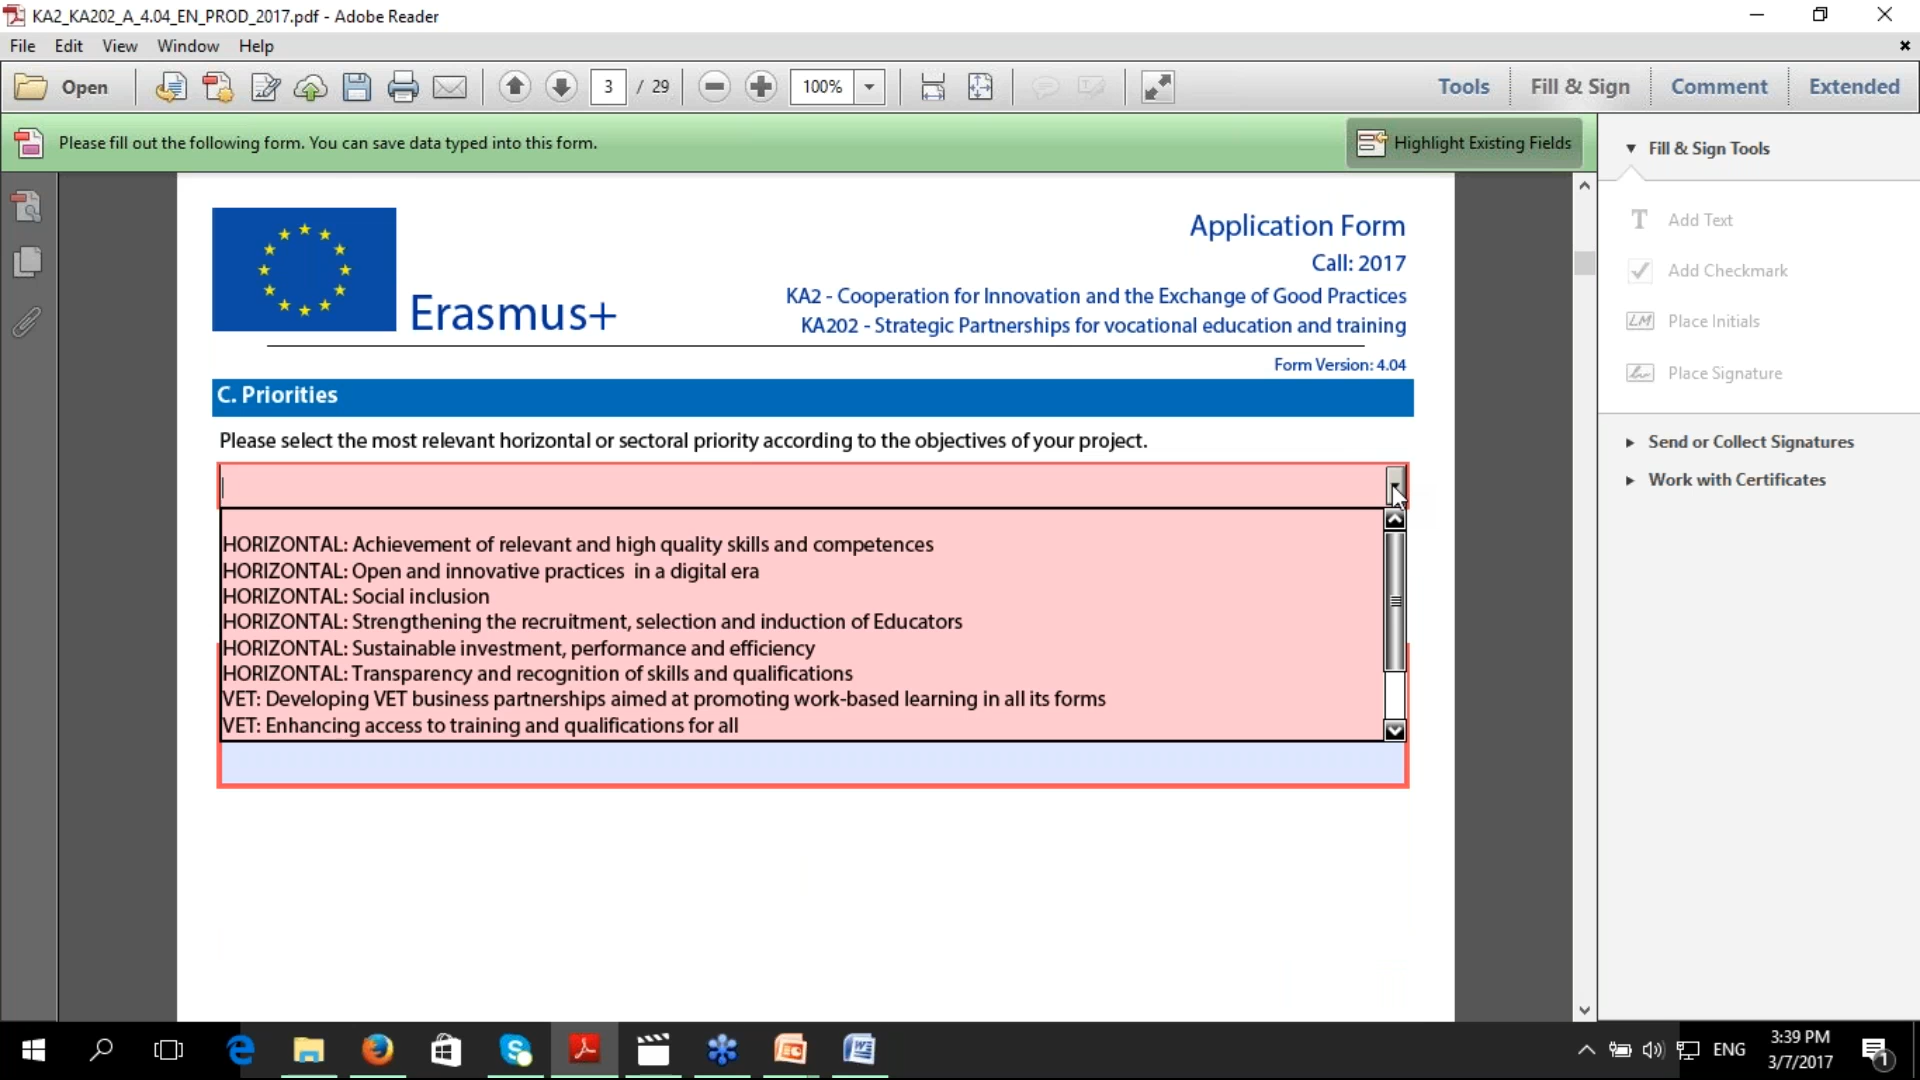 KA2_KA202_A_4.04_EN_PROD_2017.pdf - Adobe Reader
File Edit View Window Help
Open 3 / 29 100% Tools Fill & Sign Comment Extended
Please fill out the following form. You can save data typed into this form.
Highlight Existing Fields
Fill & Sign Tools
T Add Text
Add Checkmark
LM Place Initials
Place Signature
Send or Collect Signatures
Work with Certificates
Erasmus+
Application Form
Call: 2017
KA2 - Cooperation for Innovation and the Exchange of Good Practices
KA202 - Strategic Partnerships for vocational education and training
Form Version: 4.04
C. Priorities
Please select the most relevant horizontal or sectoral priority according to the objectives of your project.
HORIZONTAL: Achievement of relevant and high quality skills and competences
HORIZONTAL: Open and innovative practices  in a digital era
HORIZONTAL: Social inclusion
HORIZONTAL: Strengthening the recruitment, selection and induction of Educators
HORIZONTAL: Sustainable investment, performance and efficiency
HORIZONTAL: Transparency and recognition of skills and qualifications
VET: Developing VET business partnerships aimed at promoting work-based learning in all its forms
VET: Enhancing access to training and qualifications for all
ENG
3:39 PM
3/7/2017
1